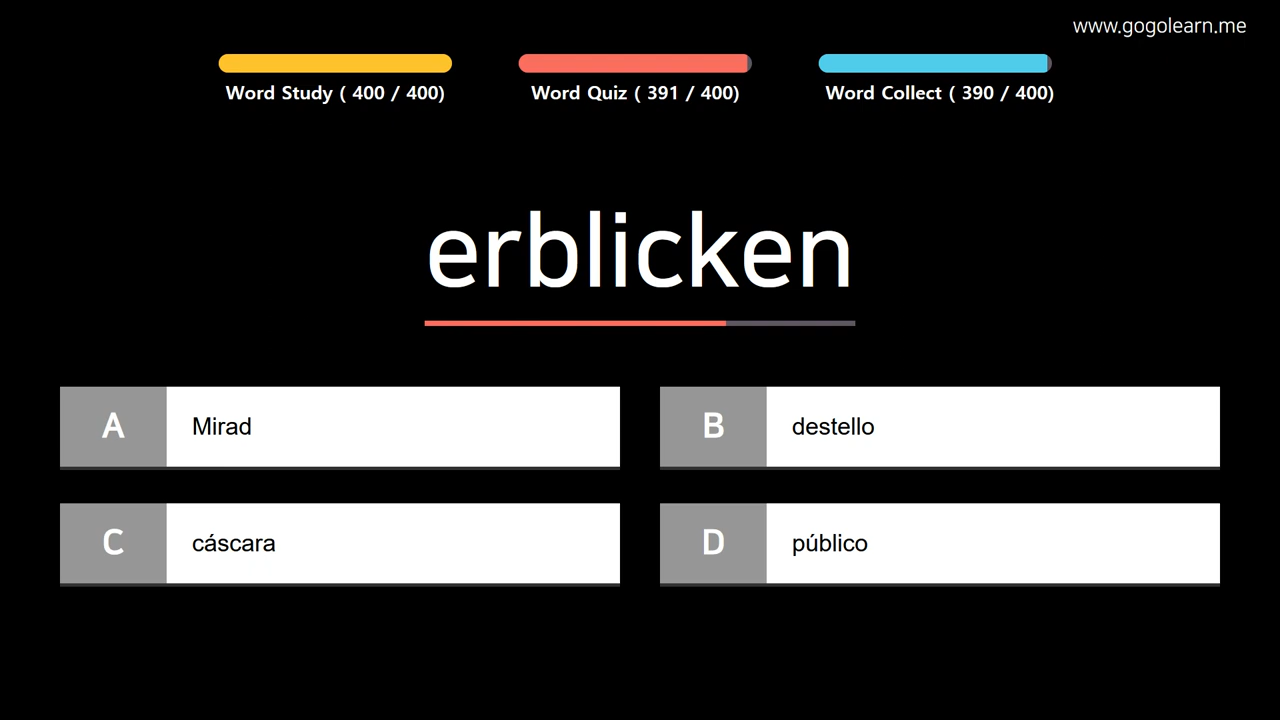 www.gogolearn.me
Word Study ( 400 / 400)
Word Quiz ( 391 / 400)
Word Collect ( 390 / 400)
erblicken
A Mirad
B destello
C cáscara
D público